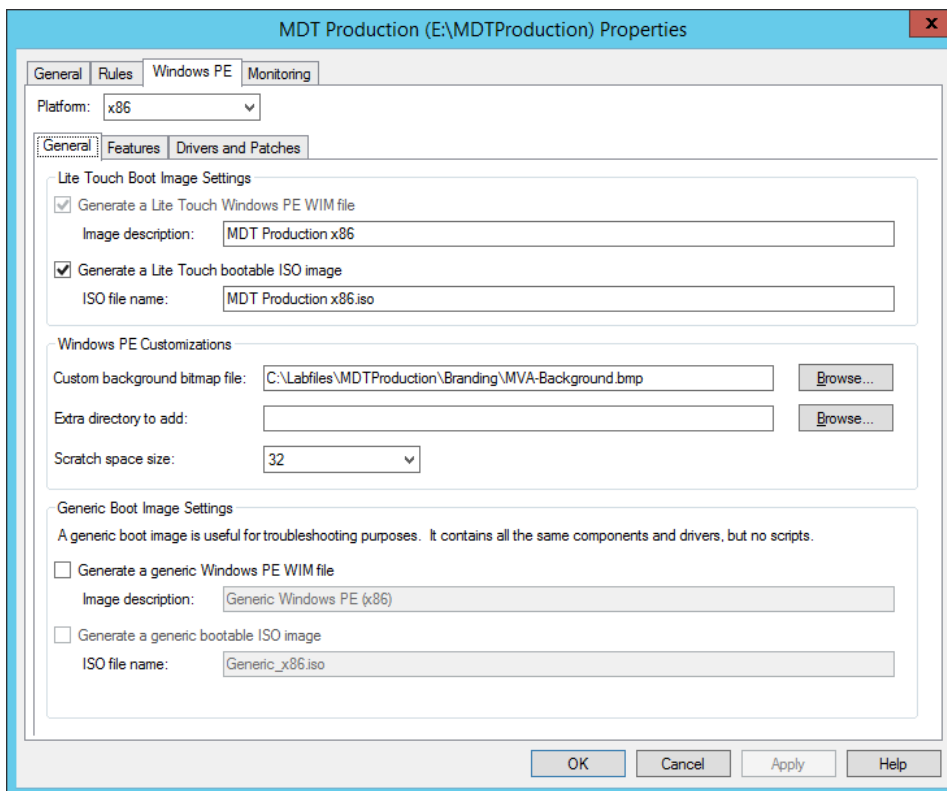 MDT Production (E:\MDTProduction) Properties
x
General Rules Windows PE Monitoring
Platform: x86
General Features Drivers and Patches
Lite Touch Boot Image Settings
Generate a Lite Touch Windows PE WIM file
Image description: MDT Production x86
Generate a Lite Touch bootable ISO image
ISO file name: MDT Production x86.iso
Windows PE Customizations
Custom background bitmap file: C:\Labfiles\MDTProduction\Branding\MVA-Background.bmp Browse...
Extra directory to add: Browse...
Scratch space size: 32
Generic Boot Image Settings
A generic boot image is useful for troubleshooting purposes. It contains all the same components and drivers, but no scripts.
Generate a generic Windows PE WIM file
Image description: Generic Windows PE (x86)
Generate a generic bootable ISO image
ISO file name: Generic_x86.iso
OK Cancel Apply Help